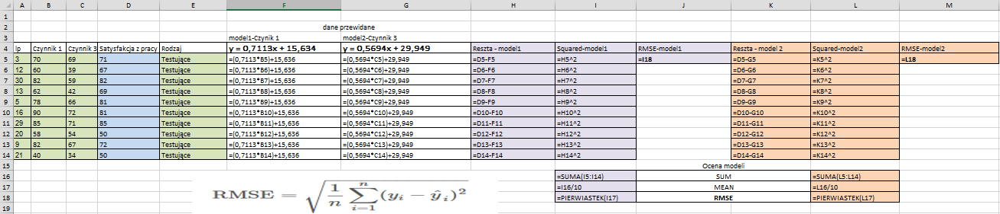 A B C D E F G H I J K L M
1
2 dane przewidane
3 model1-Czynik 1 model2-Czynnik 3
4 lp Czynnik 1 Czynnik 3 Satysfakcja z pracy Rodzaj y = 0,7113x + 15,634 y = 0,5694x + 29,949 Reszta - model1 Squared-model1 RMSE-model1 Reszta - model 2 Squared-model2 RMSE-model2
5 3 70 69 71 Testujące =(0,7113*B5)+15,636 =(0,5694*C5)+29,949 =D5-F5 =H5^2 =I18 =D5-G5 =K5^2 =L18
6 12 60 39 67 Testujące =(0,7113*B6)+15,636 =(0,5694*C6)+29,949 =D6-F6 =H6^2 =D6-G6 =K6^2
7 30 82 59 82 Testujące =(0,7113*B7)+15,636 =(0,5694*C7)+29,949 =D7-F7 =H7^2 =D7-G7 =K7^2
8 13 62 42 69 Testujące =(0,7113*B8)+15,636 =(0,5694*C8)+29,949 =D8-F8 =H8^2 =D8-G8 =K8^2
9 5 78 66 81 Testujące =(0,7113*B9)+15,636 =(0,5694*C9)+29,949 =D9-F9 =H9^2 =D9-G9 =K9^2
10 16 90 72 81 Testujące =(0,7113*B10)+15,636 =(0,5694*C10)+29,949 =D10-F10 =H10^2 =D10-G10 =K10^2
11 29 85 71 85 Testujące =(0,7113*B11)+15,636 =(0,5694*C11)+29,949 =D11-F11 =H11^2 =D11-G11 =K11^2
12 20 58 54 50 Testujące =(0,7113*B12)+15,636 =(0,5694*C12)+29,949 =D12-F12 =H12^2 =D12-G12 =K12^2
13 9 82 67 72 Testujące =(0,7113*B13)+15,636 =(0,5694*C13)+29,949 =D13-F13 =H13^2 =D13-G13 =K13^2
14 21 40 34 50 Testujące =(0,7113*B14)+15,636 =(0,5694*C14)+29,949 =D14-F14 =H14^2 =D14-G14 =K14^2
15 Ocena modeli
16 =SUMA(I5:I14) SUM =SUMA(L5:L14)
17 =I16/10 MEAN =L16/10
18 =PIERWIASTEK(I17) RMSE =PIERWIASTEK(L17)
19
RMSE = √(1/n ∑ᵢ₌₁ⁿ (yᵢ − ŷᵢ)²)